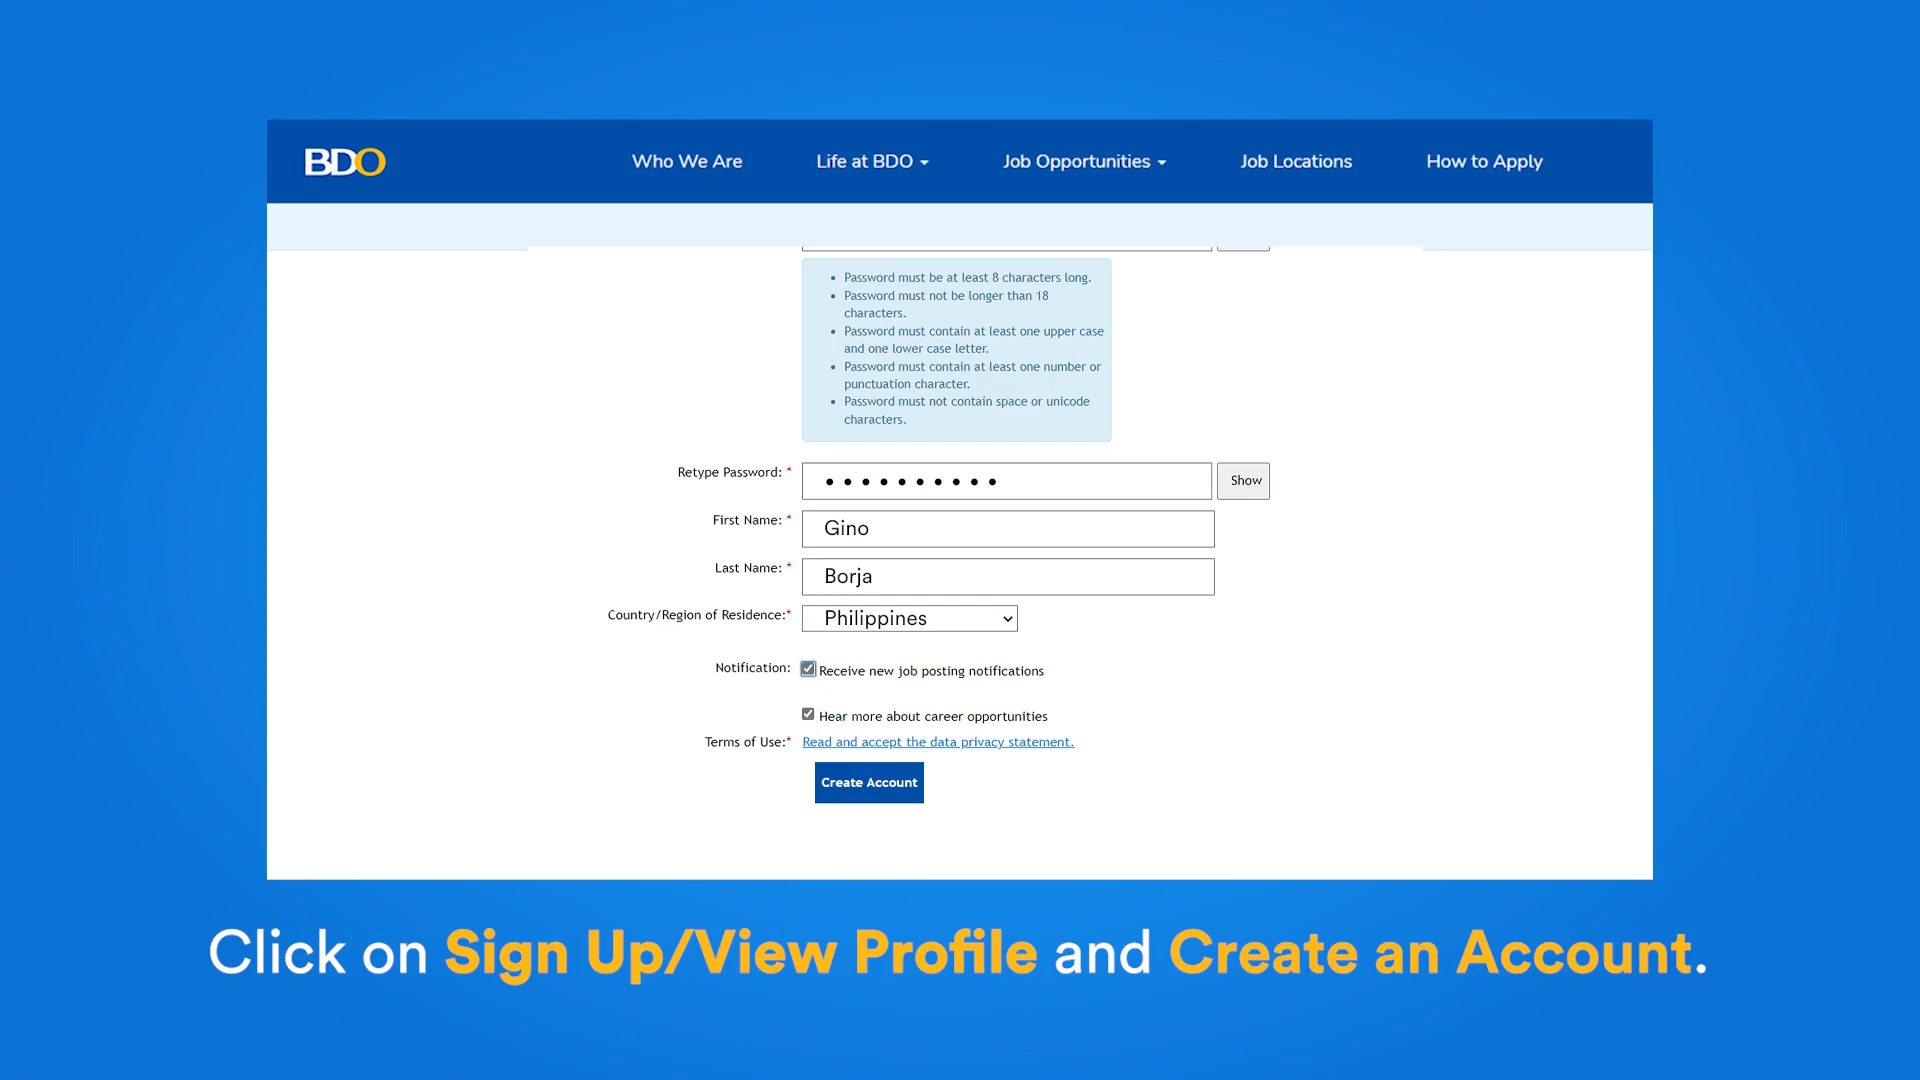 BDO
Who We Are
Life at BDO
Job Opportunities
Job Locations
How to Apply
• Password must be at least 8 characters long.
• Password must not be longer than 18
characters.
• Password must contain at least one upper case
and one lower case letter.
• Password must contain at least one number or
punctuation character.
• Password must not contain space or unicode
characters.
Retype Password: *
Show
First Name: * Gino
Last Name: * Borja
Country/Region of Residence:* Philippines
Notification: Receive new job posting notifications
Hear more about career opportunities
Terms of Use:* Read and accept the data privacy statement.
Create Account
Click on Sign Up/View Profile and Create an Account.